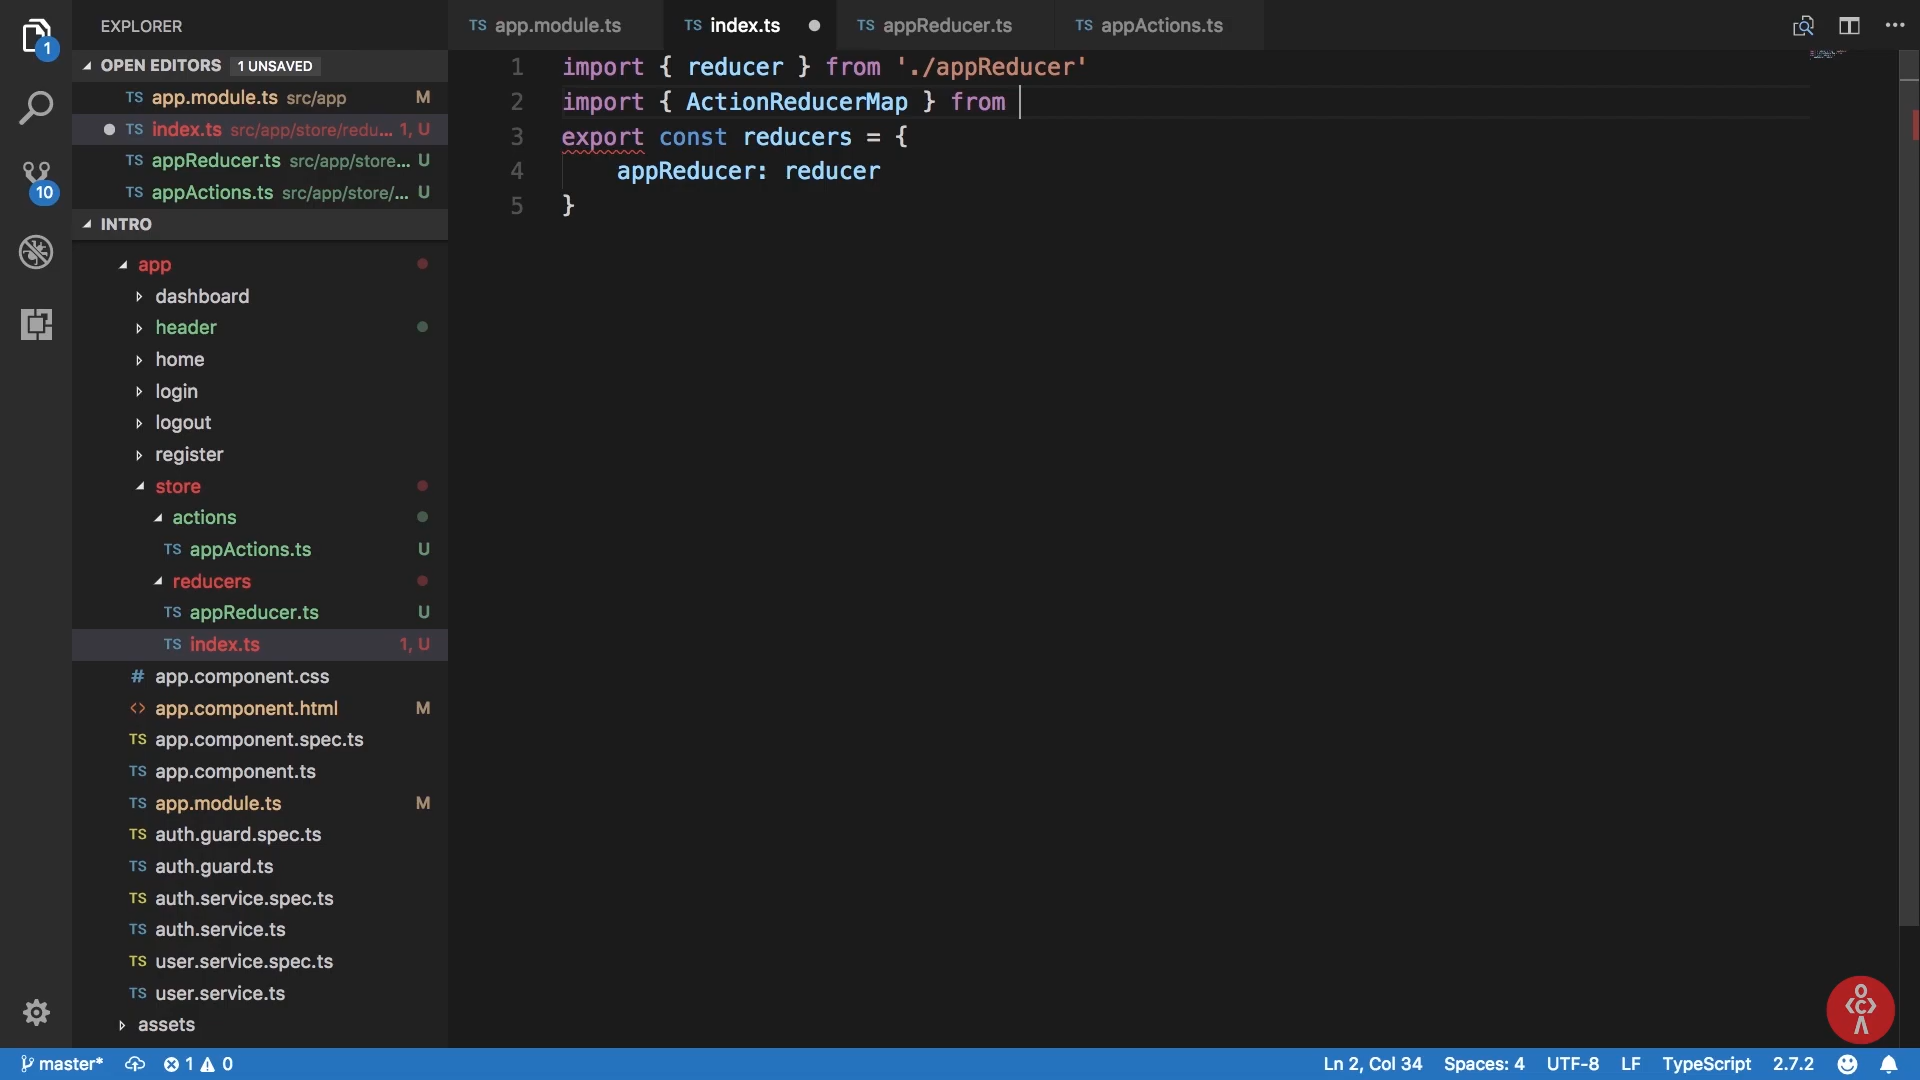 EXPLORER
OPEN EDITORS 1 UNSAVED
TS app.module.ts src/app M
TS index.ts src/app/store/redu... 1, U
TS appReducer.ts src/app/store... U
TS appActions.ts src/app/store/... U
INTRO
app
dashboard
header
home
login
logout
register
store
actions
TS appActions.ts U
reducers
TS appReducer.ts U
TS index.ts 1, U
# app.component.css
<> app.component.html M
TS app.component.spec.ts
TS app.component.ts
TS app.module.ts M
TS auth.guard.spec.ts
TS auth.guard.ts
TS auth.service.spec.ts
TS auth.service.ts
TS user.service.spec.ts
TS user.service.ts
assets
1
10
TS app.module.ts TS index.ts TS appReducer.ts TS appActions.ts
1 import { reducer } from './appReducer'
2 import { ActionReducerMap } from
3 export const reducers = {
4 appReducer: reducer
5 }
master* 1 0 Ln 2, Col 34 Spaces: 4 UTF-8 LF TypeScript 2.7.2